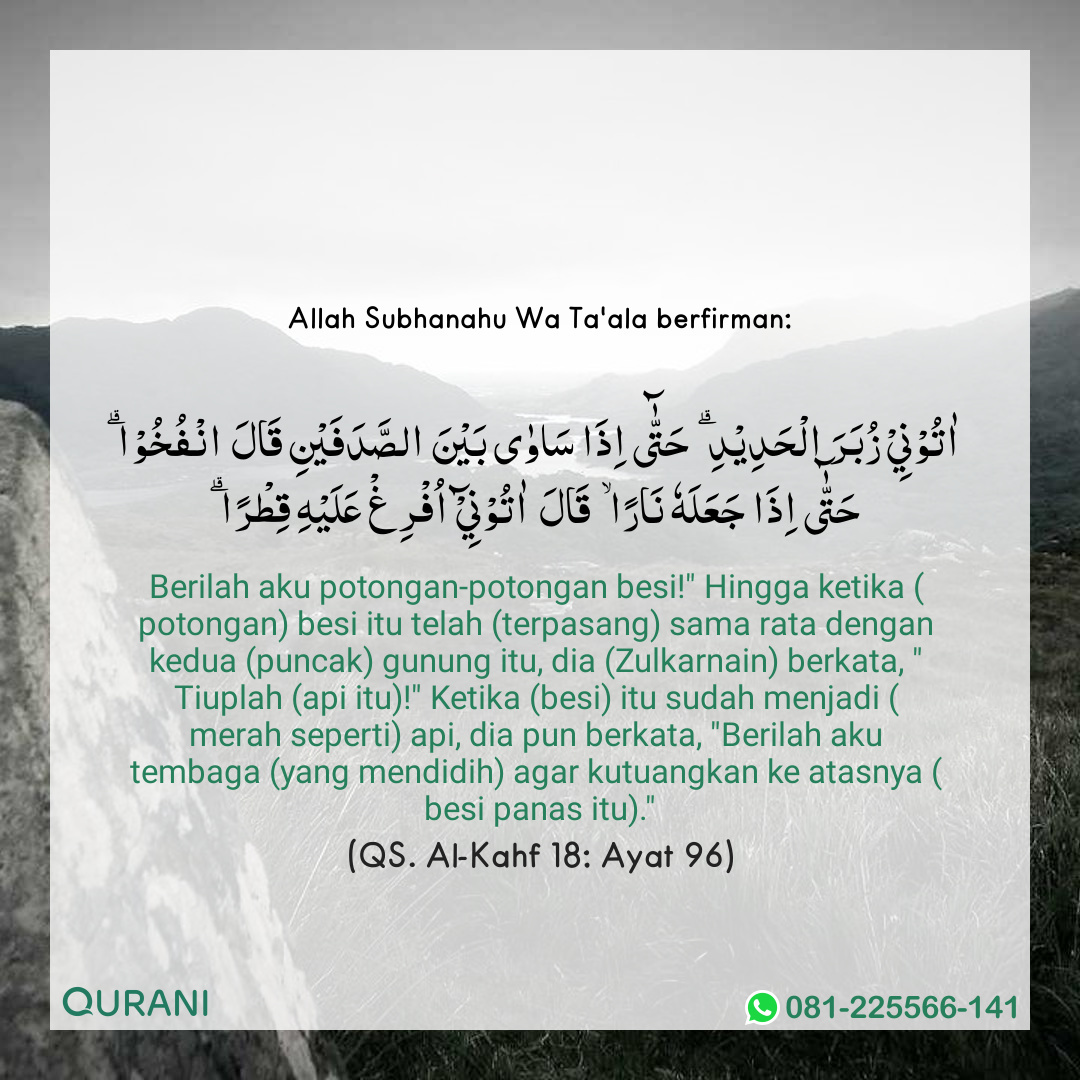 Allah Subhanahu Wa Ta'ala berfirman:
اٰتُوْنِيْ زُبَرَ الْحَدِيْدِ ۗ حَتّٰۤى اِذَا سَاوٰى بَيْنَ الصَّدَفَيْنِ قَالَ انْفُخُوْا ۗ
حَتّٰۤى اِذَا جَعَلَهٗ نَارًا ۙ قَالَ اٰتُوْنِيْۤ اُفْرِغْ عَلَيْهِ قِطْرًا ۗ
Berilah aku potongan-potongan besi!" Hingga ketika (
potongan) besi itu telah (terpasang) sama rata dengan
kedua (puncak) gunung itu, dia (Zulkarnain) berkata, "
Tiuplah (api itu)!" Ketika (besi) itu sudah menjadi (
merah seperti) api, dia pun berkata, "Berilah aku
tembaga (yang mendidih) agar kutuangkan ke atasnya (
besi panas itu)."
(QS. Al-Kahf 18: Ayat 96)
QURANI
081-225566-141